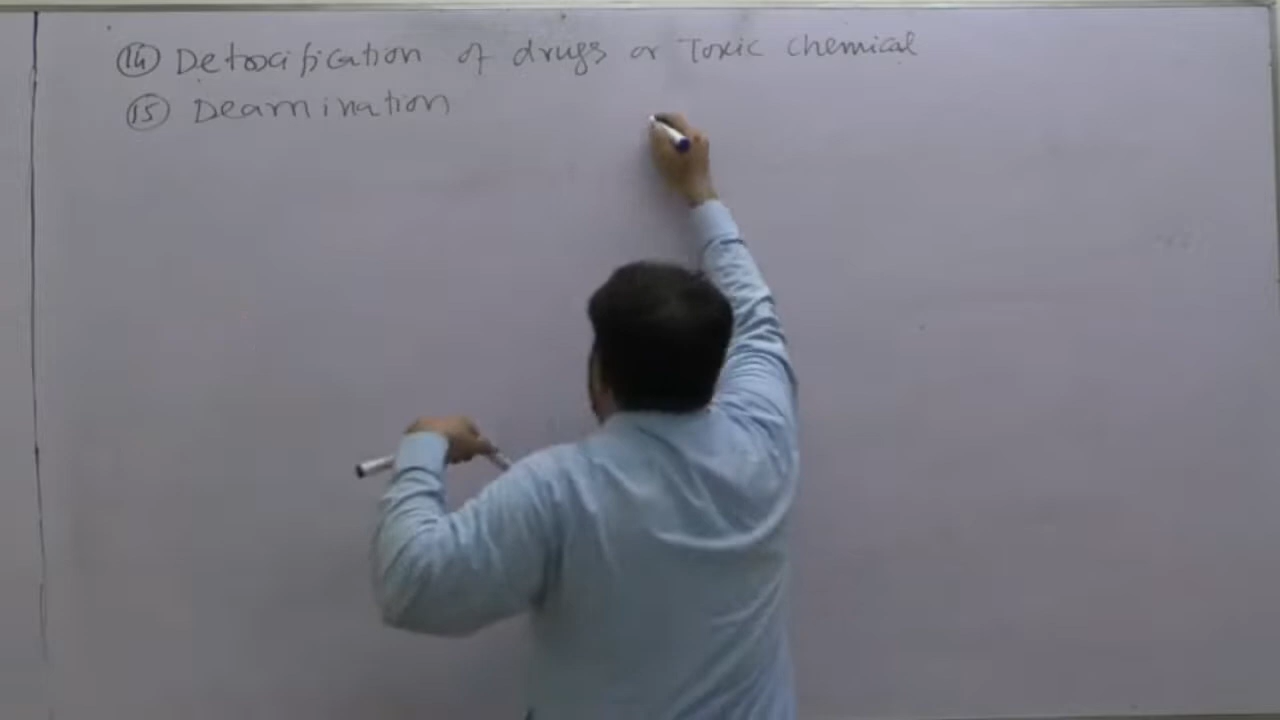 (14) Detoxification of drugs or Toxic chemical
(15) Deamination